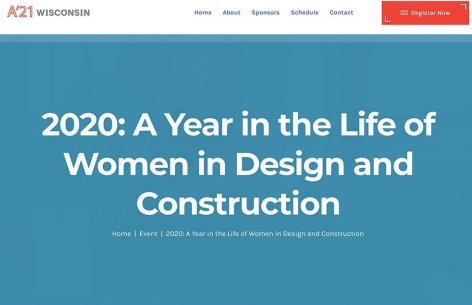 A'21 WISCONSIN
Home About Sponsors Schedule Contact
Register Now
2020: A Year in the Life of
Women in Design and
Construction
Home | Event | 2020: A Year in the Life of Women in Design and Construction